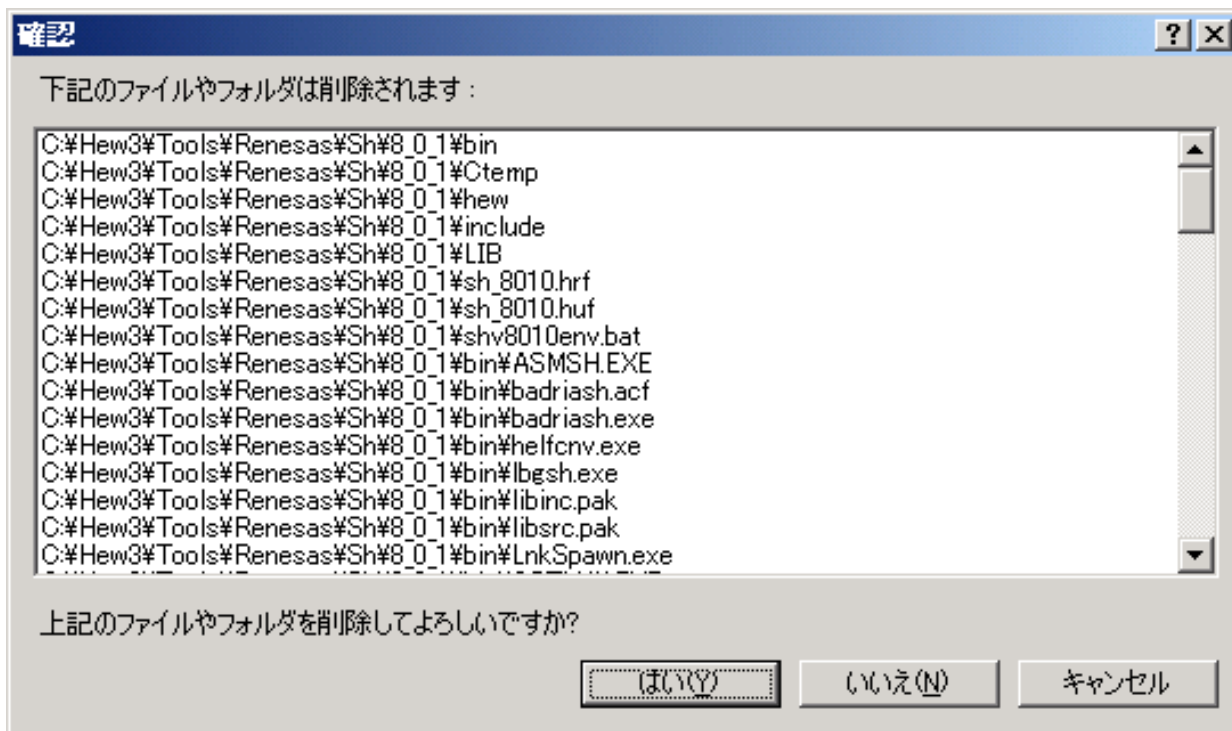 確認
下記のファイルやフォルダは削除されます：
C:¥Hew3¥Tools¥Renesas¥Sh¥8_0_1¥bin
C:¥Hew3¥Tools¥Renesas¥Sh¥8_0_1¥Ctemp
C:¥Hew3¥Tools¥Renesas¥Sh¥8_0_1¥hew
C:¥Hew3¥Tools¥Renesas¥Sh¥8_0_1¥include
C:¥Hew3¥Tools¥Renesas¥Sh¥8_0_1¥LIB
C:¥Hew3¥Tools¥Renesas¥Sh¥8_0_1¥sh_8010.hrf
C:¥Hew3¥Tools¥Renesas¥Sh¥8_0_1¥sh_8010.huf
C:¥Hew3¥Tools¥Renesas¥Sh¥8_0_1¥shv8010env.bat
C:¥Hew3¥Tools¥Renesas¥Sh¥8_0_1¥bin¥ASMSH.EXE
C:¥Hew3¥Tools¥Renesas¥Sh¥8_0_1¥bin¥badriash.acf
C:¥Hew3¥Tools¥Renesas¥Sh¥8_0_1¥bin¥badriash.exe
C:¥Hew3¥Tools¥Renesas¥Sh¥8_0_1¥bin¥helfcnv.exe
C:¥Hew3¥Tools¥Renesas¥Sh¥8_0_1¥bin¥lbgsh.exe
C:¥Hew3¥Tools¥Renesas¥Sh¥8_0_1¥bin¥libinc.pak
C:¥Hew3¥Tools¥Renesas¥Sh¥8_0_1¥bin¥libsrc.pak
C:¥Hew3¥Tools¥Renesas¥Sh¥8_0_1¥bin¥LnkSpawn.exe
上記のファイルやフォルダを削除してよろしいですか?
はい(Y) いいえ(N) キャンセル